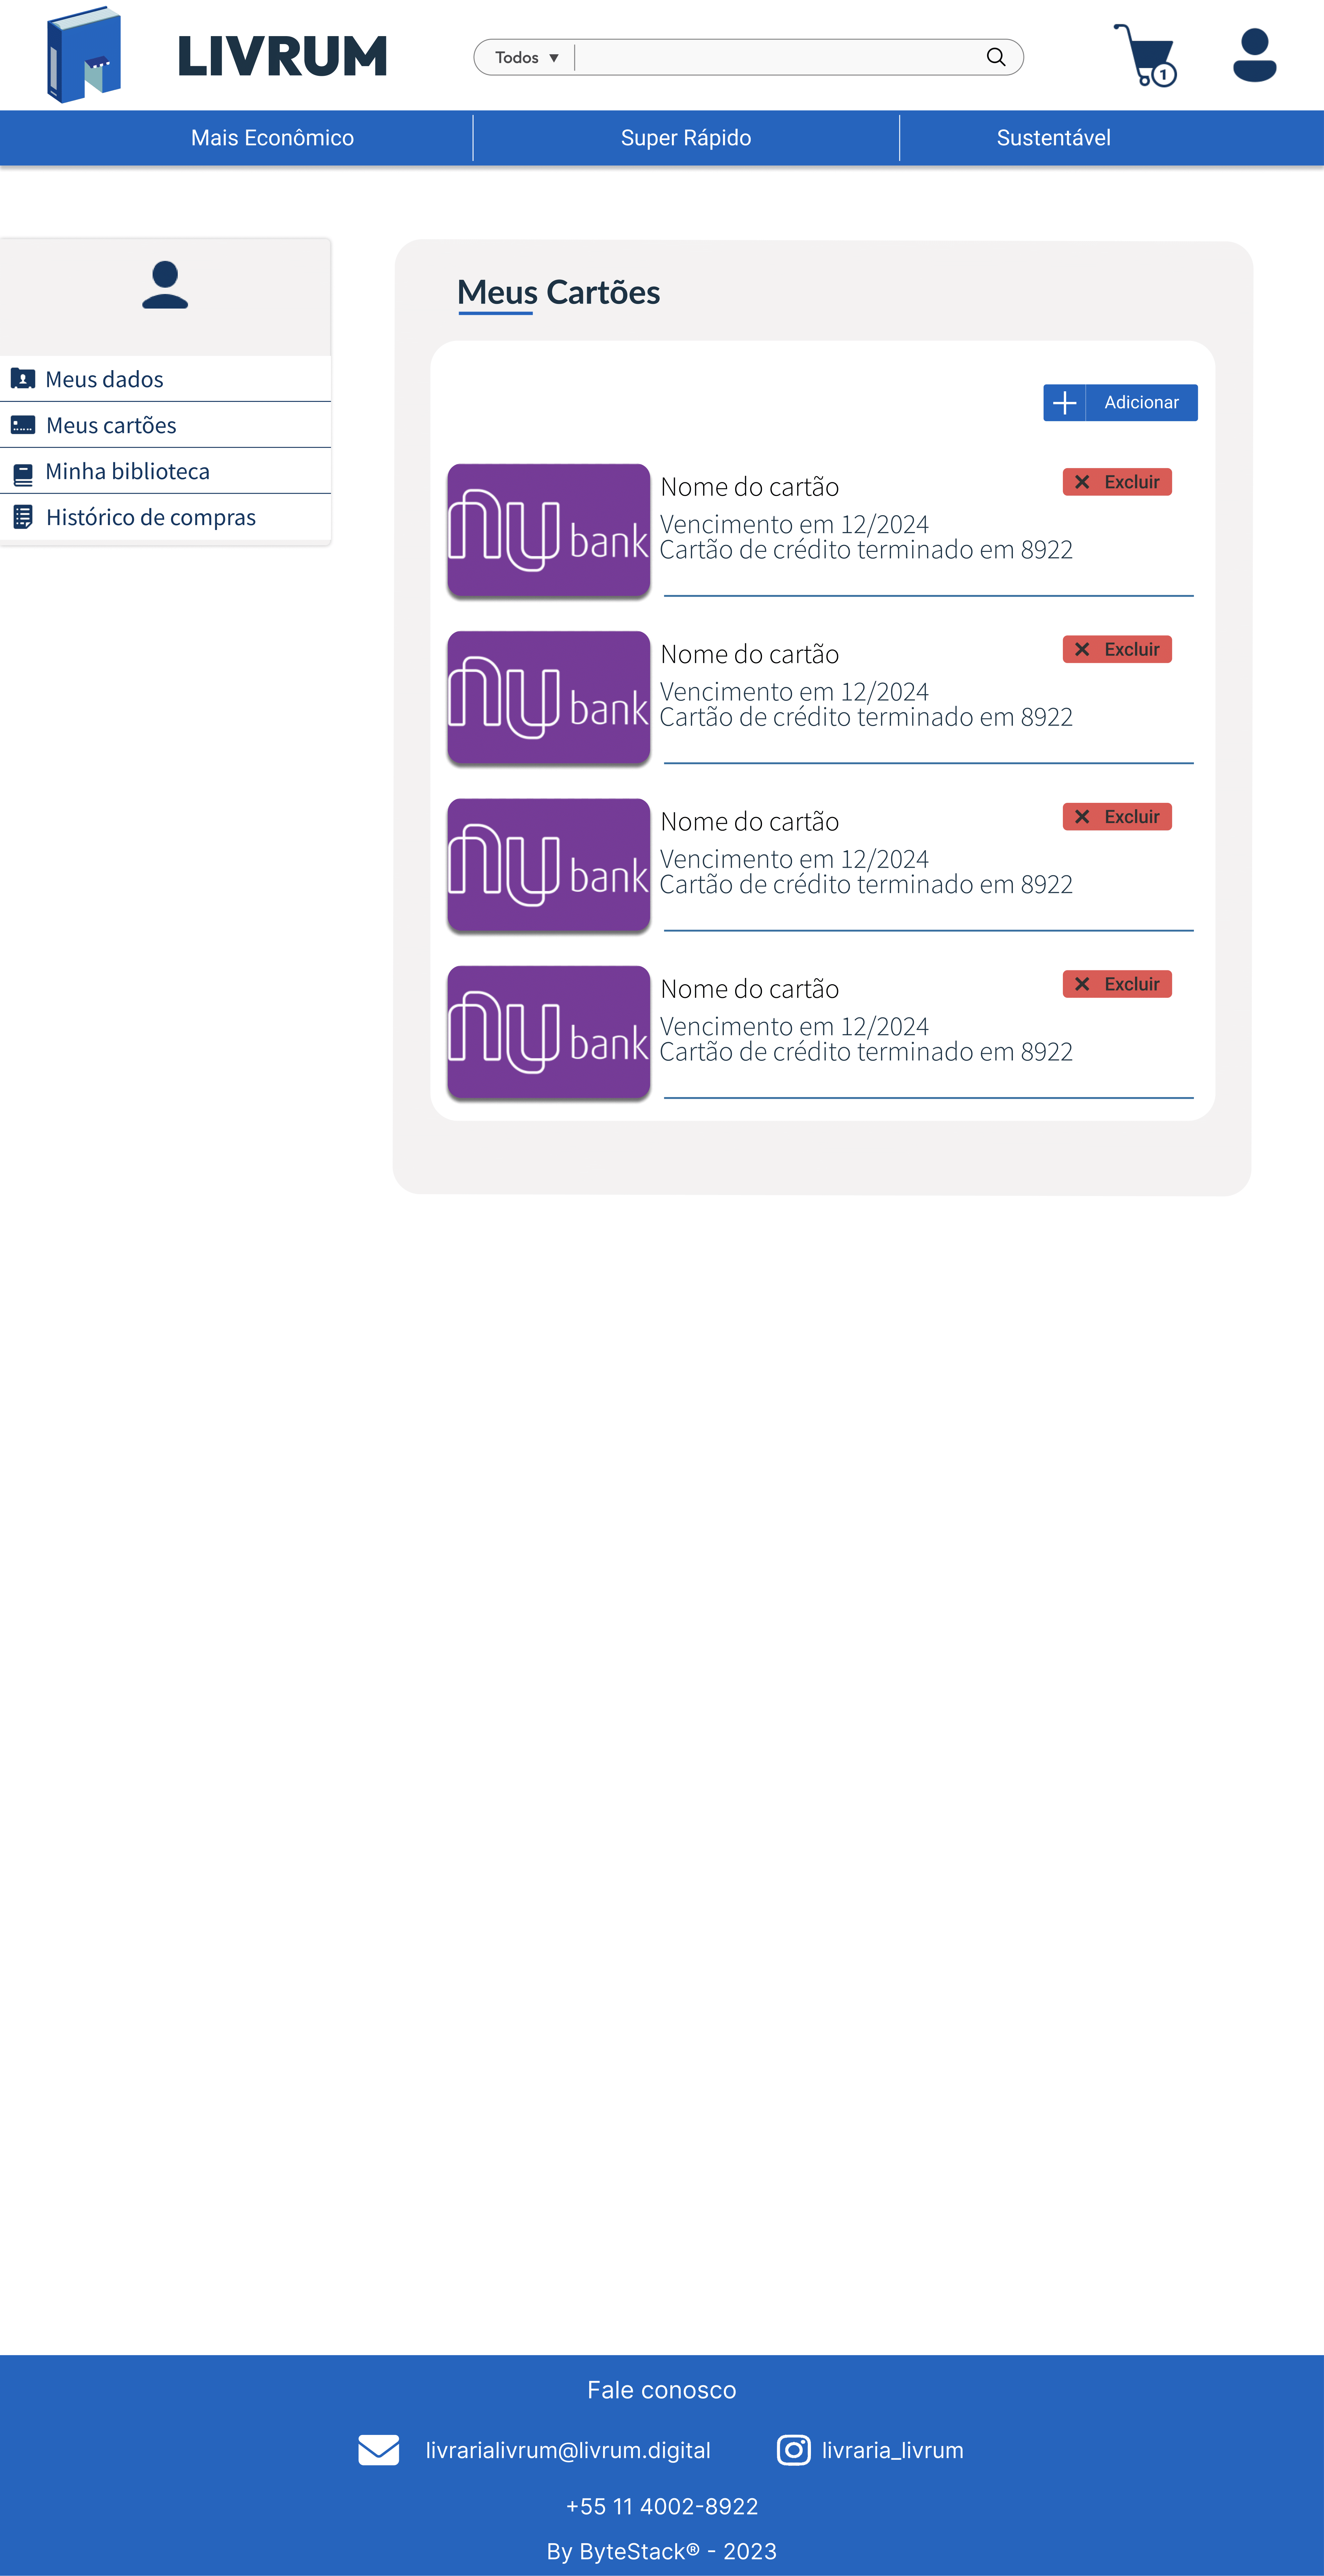 LIVRUM
Todos ▼
1
Mais Econômico
Super Rápido
Sustentável
Meus dados
Meus cartões
Minha biblioteca
Histórico de compras
Meus Cartões
Adicionar
nu bank
Nome do cartão
Excluir
Vencimento em 12/2024
Cartão de crédito terminado em 8922
nu bank
Nome do cartão
Excluir
Vencimento em 12/2024
Cartão de crédito terminado em 8922
nu bank
Nome do cartão
Excluir
Vencimento em 12/2024
Cartão de crédito terminado em 8922
nu bank
Nome do cartão
Excluir
Vencimento em 12/2024
Cartão de crédito terminado em 8922
Fale conosco
livrarialivrum@livrum.digital
livraria_livrum
+55 11 4002-8922
By ByteStack® - 2023